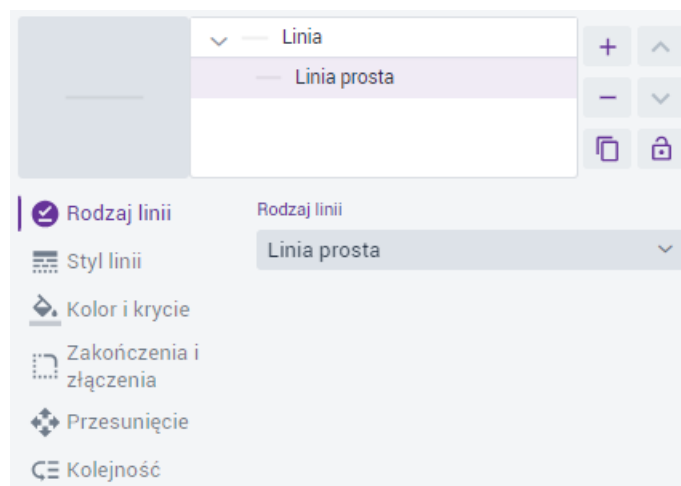 Linia
Linia prosta
Rodzaj linii
Rodzaj linii
Linia prosta
Styl linii
Kolor i krycie
Zakończenia i
złączenia
Przesunięcie
Kolejność